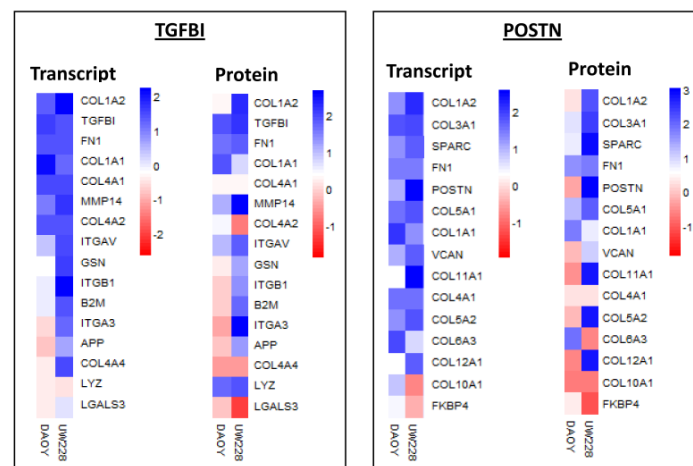 TGFBI
Transcript
COL1A2
TGFBI
FN1
COL1A1
COL4A1
MMP14
COL4A2
ITGAV
GSN
ITGB1
B2M
ITGA3
APP
COL4A4
LYZ
LGALS3
DAOY
UW228
2
1
0
-1
-2
Protein
COL1A2
TGFBI
FN1
COL1A1
COL4A1
MMP14
COL4A2
ITGAV
GSN
ITGB1
B2M
ITGA3
APP
COL4A4
LYZ
LGALS3
DAOY
UW228
2
1
0
-1
POSTN
Transcript
COL1A2
COL3A1
SPARC
FN1
POSTN
COL5A1
COL1A1
VCAN
COL11A1
COL4A1
COL5A2
COL6A3
COL12A1
COL10A1
FKBP4
DAOY
UW228
2
1
0
-1
Protein
COL1A2
COL3A1
SPARC
FN1
POSTN
COL5A1
COL1A1
VCAN
COL11A1
COL4A1
COL5A2
COL6A3
COL12A1
COL10A1
FKBP4
DAOY
UW228
3
2
1
0
-1